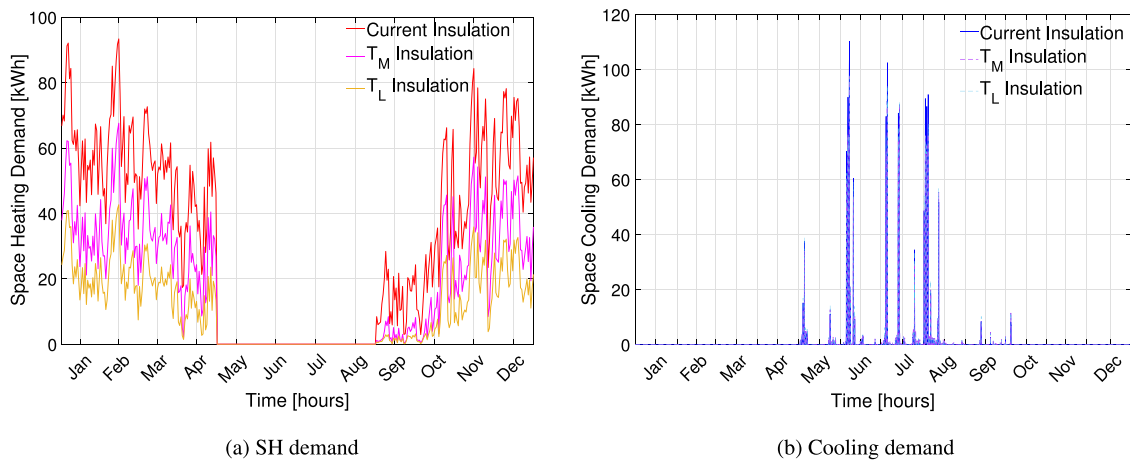 100
80
60
40
20
0
Space Heating Demand [kWh]
Current Insulation
T_M Insulation
T_L Insulation
Jan Feb Mar Apr May Jun Jul Aug Sep Oct Nov Dec
Time [hours]
(a) SH demand
120
100
80
60
40
20
0
Space Cooling Demand [kWh]
Current Insulation
T_M Insulation
T_L Insulation
Jan Feb Mar Apr May Jun Jul Aug Sep Oct Nov Dec
Time [hours]
(b) Cooling demand